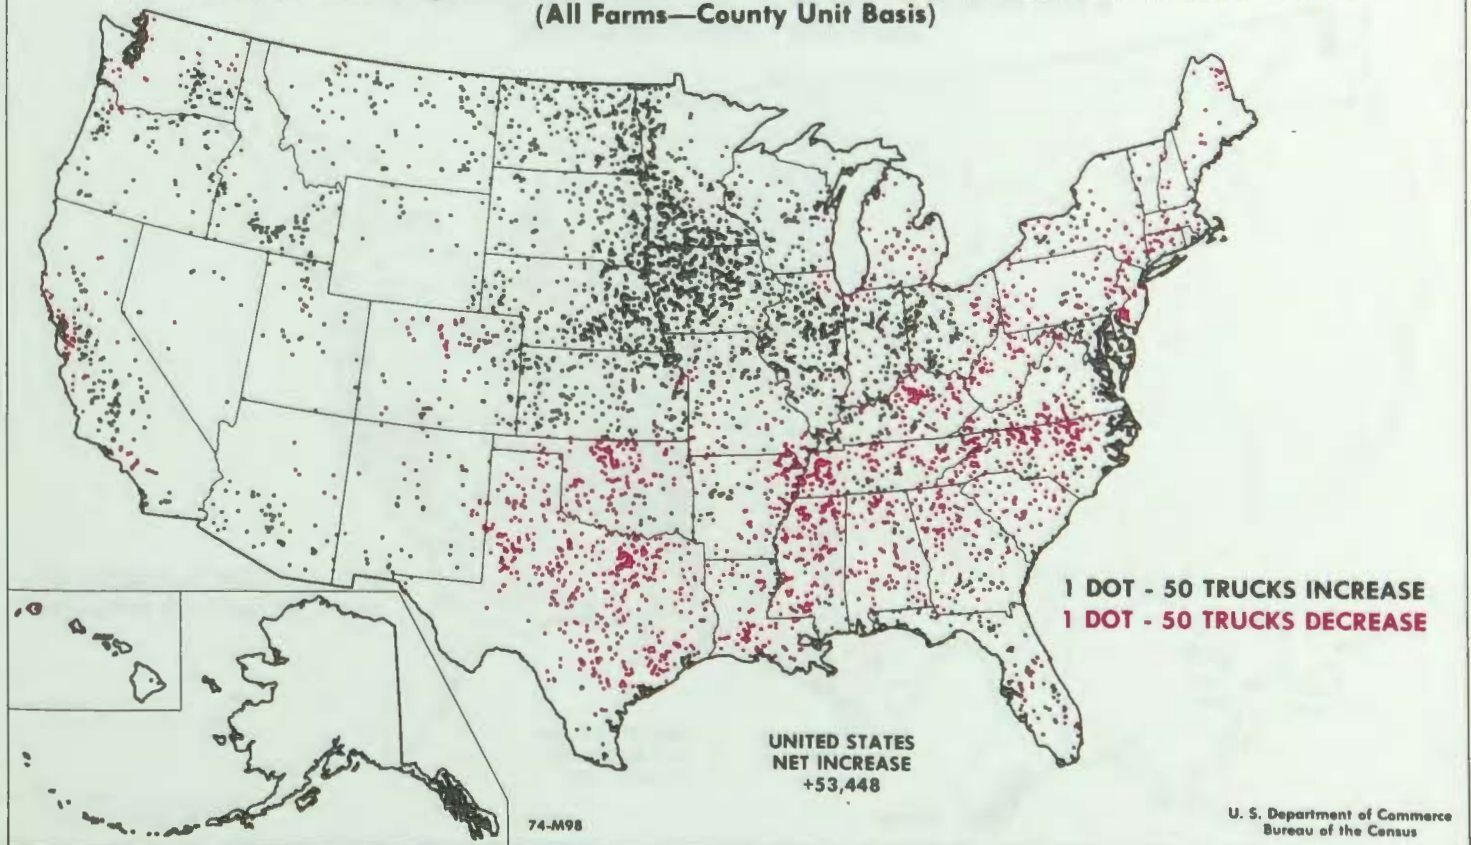 (All Farms—County Unit Basis)
1 DOT - 50 TRUCKS INCREASE
1 DOT - 50 TRUCKS DECREASE
UNITED STATES
NET INCREASE
+53,448
74-M98
U. S. Department of Commerce
Bureau of the Census